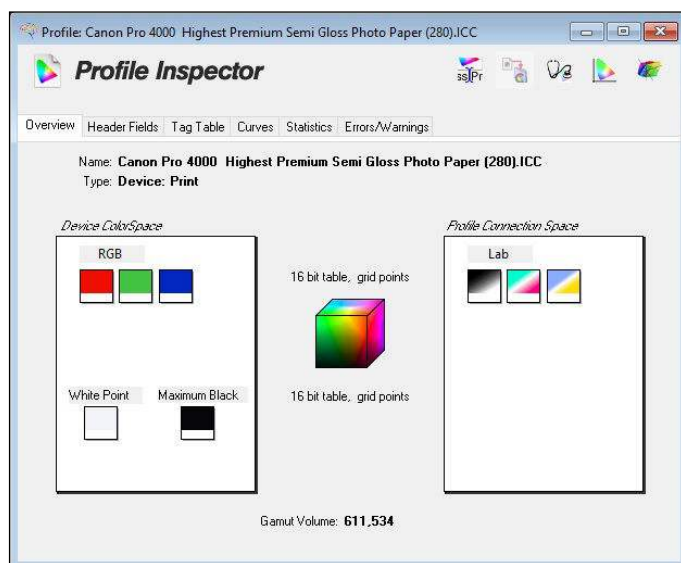 Profile: Canon Pro 4000  Highest Premium Semi Gloss Photo Paper (280).ICC
Profile Inspector
ss Pr
Overview Header Fields Tag Table Curves Statistics Errors/Warnings
Name: Canon Pro 4000  Highest Premium Semi Gloss Photo Paper (280).ICC
Type: Device: Print
Device ColorSpace Profile Connection Space
RGB Lab
16 bit table, grid points
White Point Maximum Black 16 bit table, grid points
Gamut Volume: 611,534